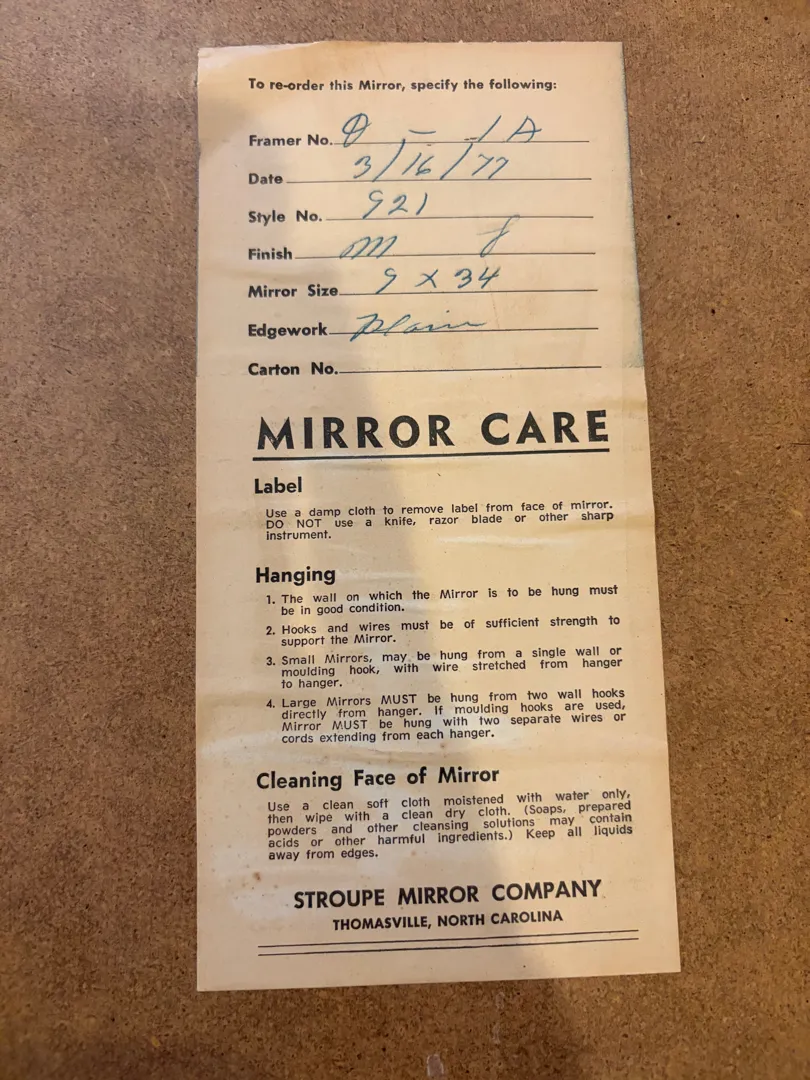 To re-order this Mirror, specify the following:
Framer No.
Date 3/16/77
Style No. 921
Finish
Mirror Size 9 x 34
Edgework Plain
Carton No.
MIRROR CARE
Label
Use a damp cloth to remove label from face of mirror.
DO NOT use a knife, razor blade or other sharp
instrument.
Hanging
1. The wall on which the Mirror is to be hung must
be in good condition.
2. Hooks and wires must be of sufficient strength to
support the Mirror.
3. Small Mirrors, may be hung from a single wall or
moulding hook, with wire stretched from hanger
to hanger.
4. Large Mirrors MUST be hung from two wall hooks
directly from hanger. If moulding hooks are used,
Mirror MUST be hung with two separate wires or
cords extending from each hanger.
Cleaning Face of Mirror
Use a clean soft cloth moistened with water only,
then wipe with a clean dry cloth. (Soaps, prepared
powders and other cleansing solutions may contain
acids or other harmful ingredients.) Keep all liquids
away from edges.
STROUPE MIRROR COMPANY
THOMASVILLE, NORTH CAROLINA